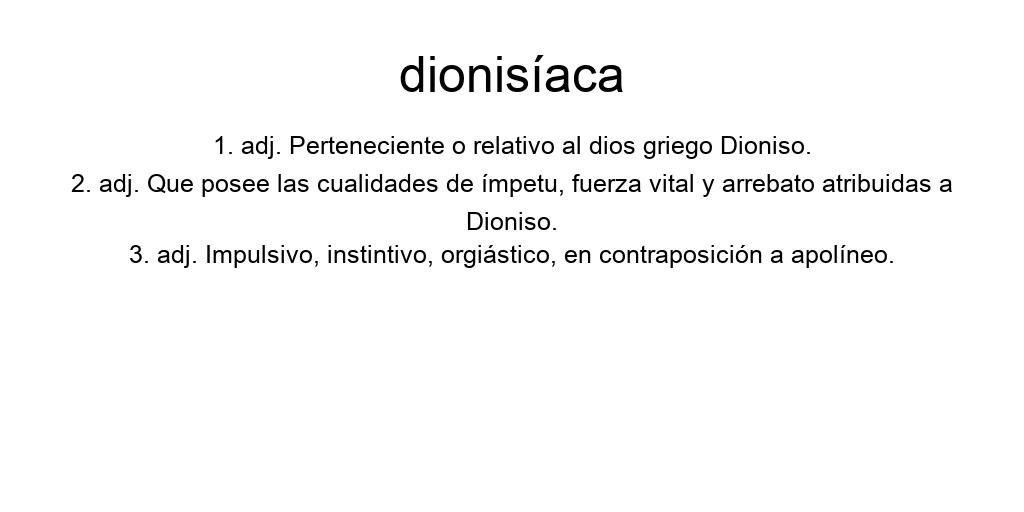 dionisíaca
1. adj. Perteneciente o relativo al dios griego Dioniso.
2. adj. Que posee las cualidades de ímpetu, fuerza vital y arrebato atribuidas a
Dioniso.
3. adj. Impulsivo, instintivo, orgiástico, en contraposición a apolíneo.